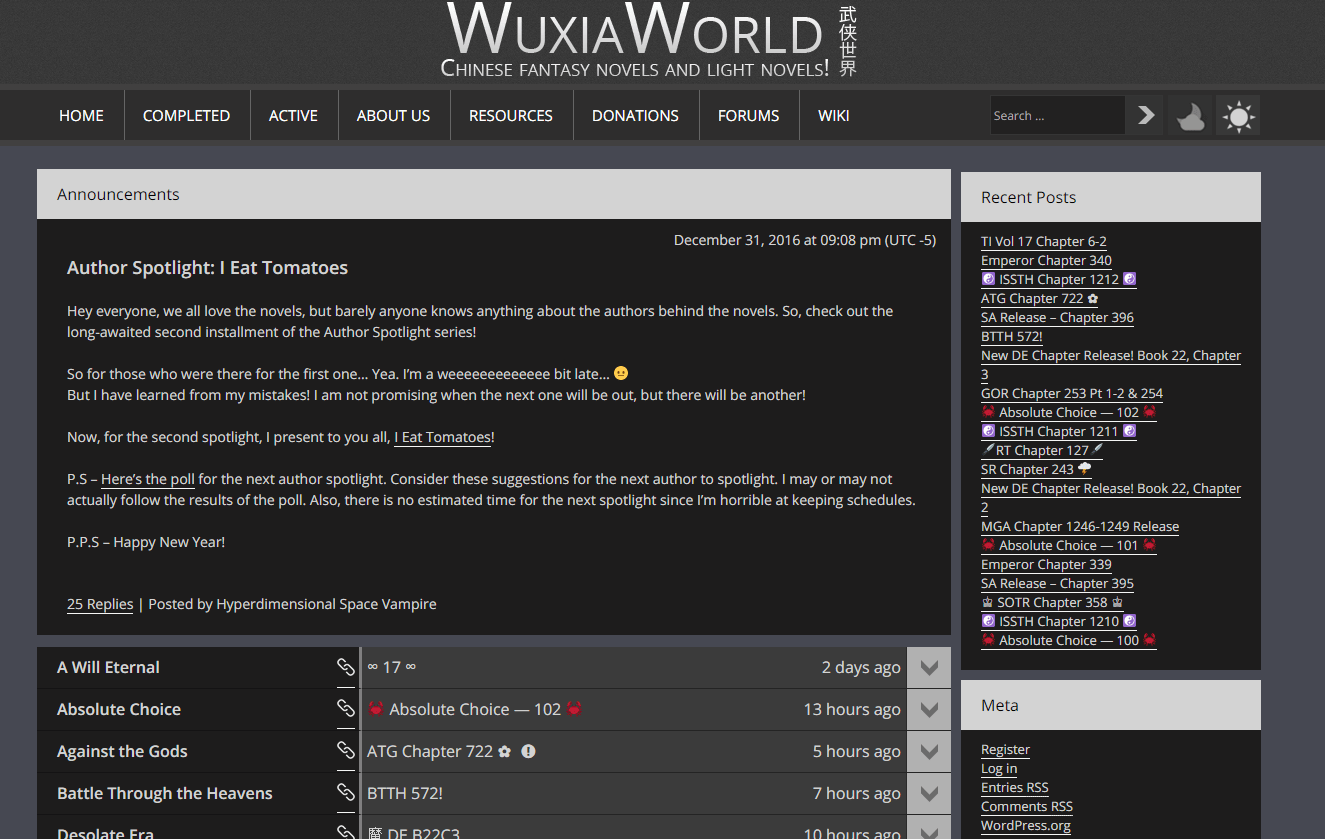 WuxiaWorld
武侠世界
Chinese fantasy novels and light novels!
HOME
COMPLETED
ACTIVE
ABOUT US
RESOURCES
DONATIONS
FORUMS
WIKI
Search ...
Announcements
December 31, 2016 at 09:08 pm (UTC -5)
Author Spotlight: I Eat Tomatoes
Hey everyone, we all love the novels, but barely anyone knows anything about the authors behind the novels. So, check out the
long-awaited second installment of the Author Spotlight series!
So for those who were there for the first one… Yea. I’m a weeeeeeeeeeeee bit late… 😐
But I have learned from my mistakes! I am not promising when the next one will be out, but there will be another!
Now, for the second spotlight, I present to you all, I Eat Tomatoes!
P.S – Here’s the poll for the next author spotlight. Consider these suggestions for the next author to spotlight. I may or may not
actually follow the results of the poll. Also, there is no estimated time for the next spotlight since I’m horrible at keeping schedules.
P.P.S – Happy New Year!
25 Replies | Posted by Hyperdimensional Space Vampire
A Will Eternal
∞ 17 ∞
2 days ago
Absolute Choice
🦀 Absolute Choice — 102 🦀
13 hours ago
Against the Gods
ATG Chapter 722 ✿
5 hours ago
Battle Through the Heavens
BTTH 572!
7 hours ago
Desolate Era
DE B22C3
10 hours ago
Recent Posts
TI Vol 17 Chapter 6-2
Emperor Chapter 340
☯ ISSTH Chapter 1212 ☯
ATG Chapter 722 ✿
SA Release – Chapter 396
BTTH 572!
New DE Chapter Release! Book 22, Chapter
3
GOR Chapter 253 Pt 1-2 & 254
🦀 Absolute Choice — 102 🦀
☯ ISSTH Chapter 1211 ☯
RT Chapter 127
SR Chapter 243 🌩
New DE Chapter Release! Book 22, Chapter
2
MGA Chapter 1246-1249 Release
🦀 Absolute Choice — 101 🦀
Emperor Chapter 339
SA Release – Chapter 395
♔ SOTR Chapter 358 ♔
☯ ISSTH Chapter 1210 ☯
🦀 Absolute Choice — 100 🦀
Meta
Register
Log in
Entries RSS
Comments RSS
WordPress.org